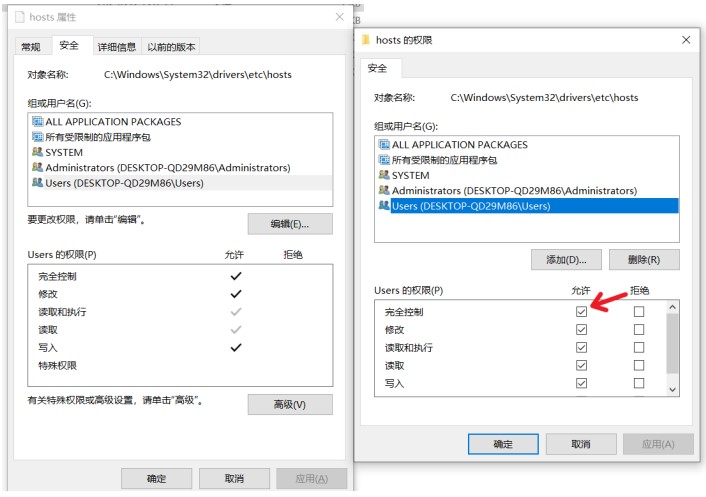 hosts 属性
常规 安全 详细信息 以前的版本
对象名称: C:\Windows\System32\drivers\etc\hosts
组或用户名(G):
ALL APPLICATION PACKAGES
所有受限制的应用程序包
SYSTEM
Administrators (DESKTOP-QD29M86\Administrators)
Users (DESKTOP-QD29M86\Users)
要更改权限，请单击"编辑"。
编辑(E)...
Users 的权限(P) 允许 拒绝
完全控制
修改
读取和执行
读取
写入
特殊权限
有关特殊权限或高级设置，请单击"高级"。
高级(V)
确定 取消 应用(A)
KB
hosts 的权限
安全
对象名称: C:\Windows\System32\drivers\etc\hosts
组或用户名(G):
ALL APPLICATION PACKAGES
所有受限制的应用程序包
SYSTEM
Administrators (DESKTOP-QD29M86\Administrators)
Users (DESKTOP-QD29M86\Users)
添加(D)... 删除(R)
Users 的权限(P) 允许 拒绝
完全控制
修改
读取和执行
读取
写入
确定 取消 应用(A)